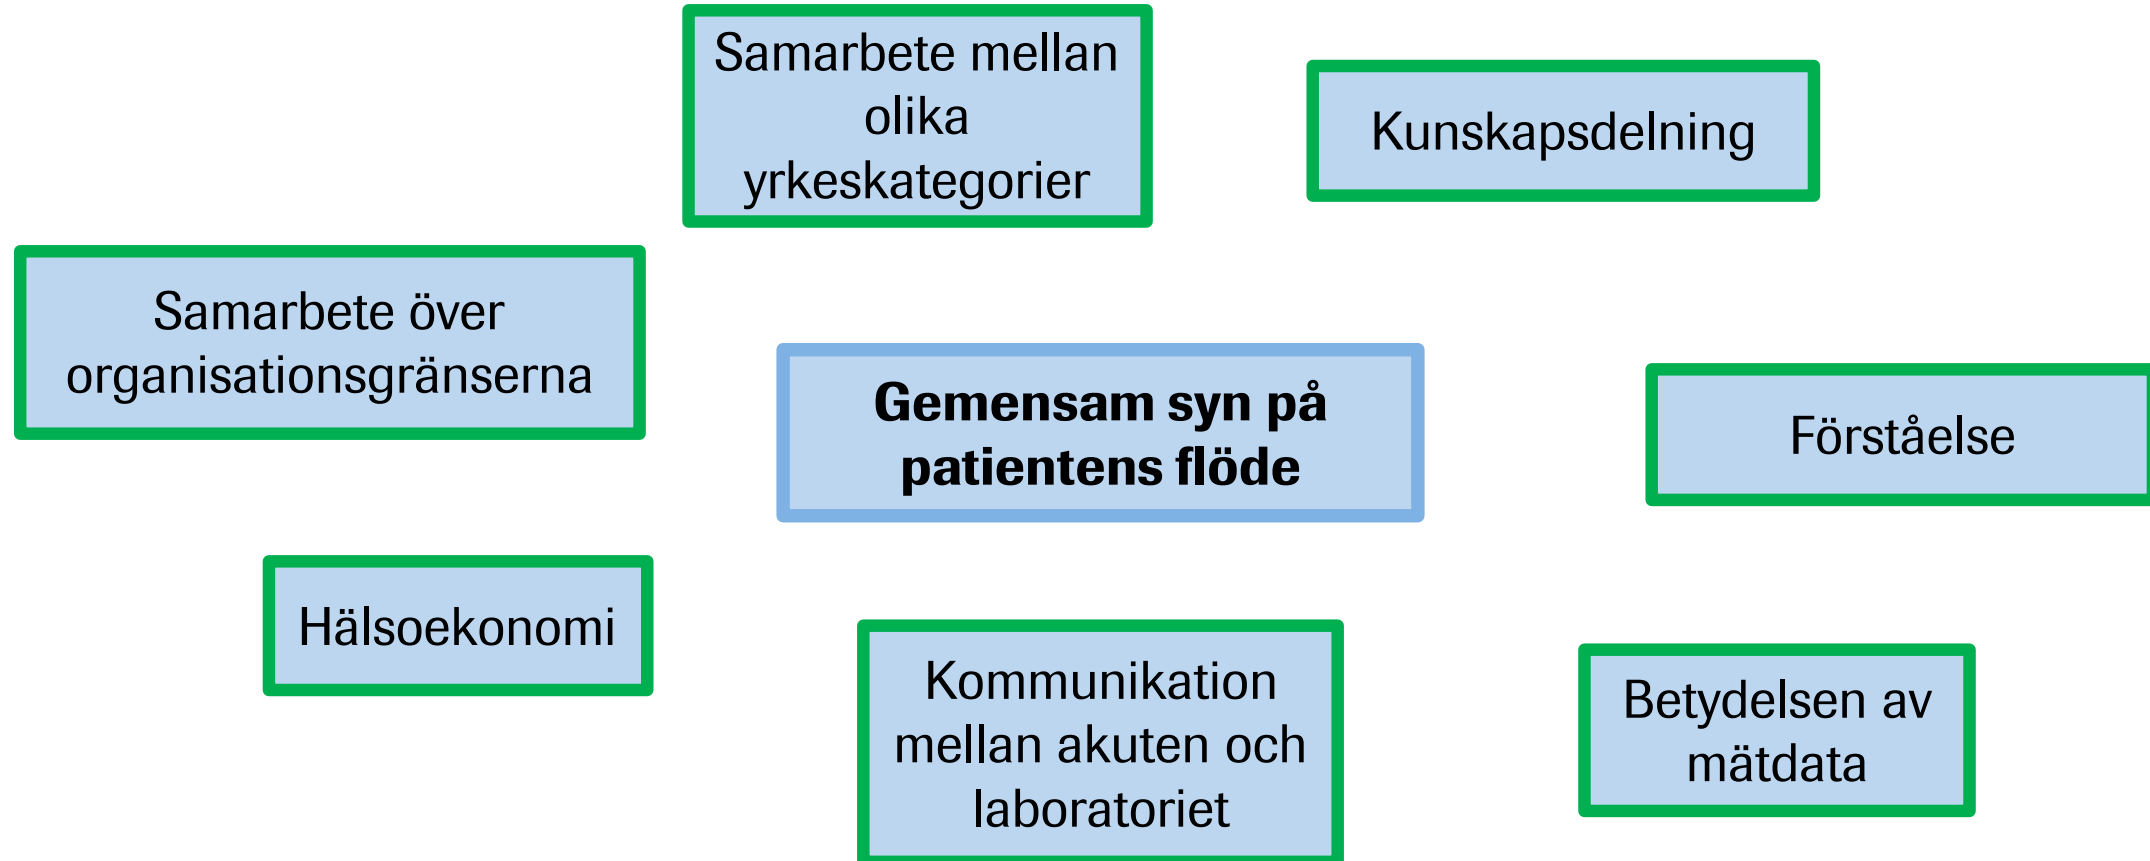 Samarbete mellan
olika
yrkeskategorier
Kunskapsdelning
Samarbete över
organisationsgränserna
Gemensam syn på
patientens flöde
Förståelse
Hälsoekonomi
Kommunikation
mellan akuten och
laboratoriet
Betydelsen av
mätdata